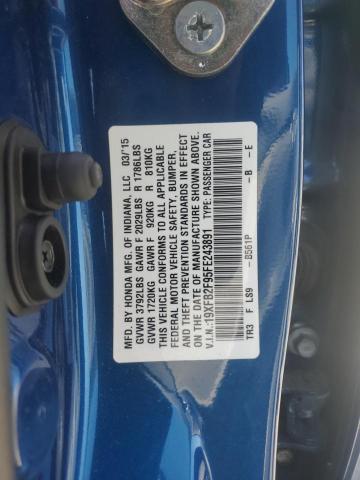 MFD. BY HONDA MFG. OF INDIANA, LLC 03/15
GVWR 3792LBS GAWR F 2029LBS R 1786LBS
GVWR 1720KG GAWR F 920KG R 810KG
THIS VEHICLE CONFORMS TO ALL APPLICABLE
FEDERAL MOTOR VEHICLE SAFETY, BUMPER,
AND THEFT PREVENTION STANDARDS IN EFFECT
ON THE DATE OF MANUFACTURE SHOWN ABOVE.
V.I.N.:19XFB2F95FE243891 TYPE: PASSENGER CAR
TR3 F LS9 -B561P -B -E